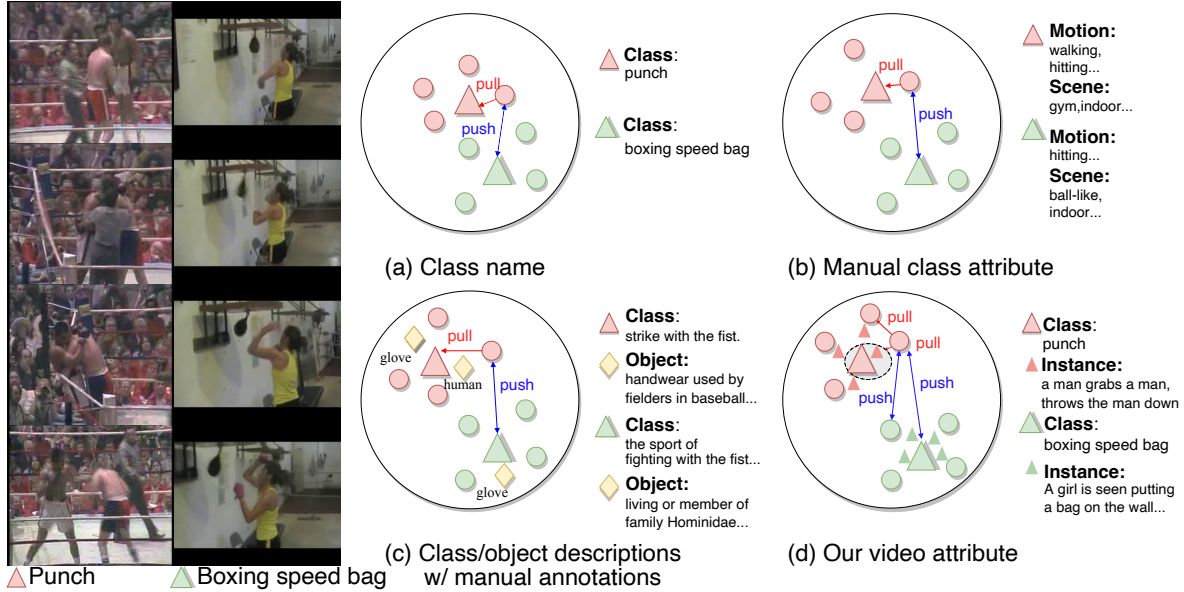 pull
push
Class:
punch
Class:
boxing speed bag
(a) Class name
pull
push
Motion:
walking,
hitting...
Scene:
gym,indoor...
Motion:
hitting...
Scene:
ball-like,
indoor...
(b) Manual class attribute
glove
pull
human
push
glove
Class:
strike with the fist.
Object:
handwear used by
fielders in baseball...
Class:
the sport of
fighting with the fist...
Object:
living or member of
family Hominidae...
(c) Class/object descriptions
w/ manual annotations
pull
pull
push
push
Class:
punch
Instance:
a man grabs a man,
throws the man down
Class:
boxing speed bag
Instance:
A girl is seen putting
a bag on the wall...
(d) Our video attribute
Punch
Boxing speed bag